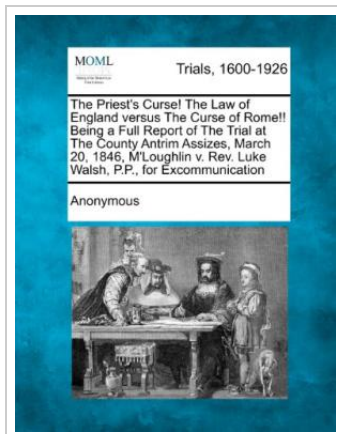 MOML
Trials, 1600-1926
The Priest's Curse! The Law of
England versus The Curse of Rome!!
Being a Full Report of The Trial at
The County Antrim Assizes, March
20, 1846, M'Loughlin v. Rev. Luke
Walsh, P.P., for Excommunication
Anonymous